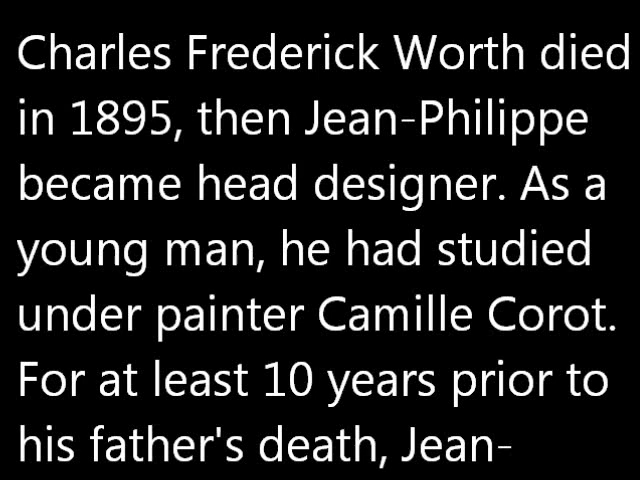 Charles Frederick Worth died
in 1895, then Jean-Philippe
became head designer. As a
young man, he had studied
under painter Camille Corot.
For at least 10 years prior to
his father's death, Jean-